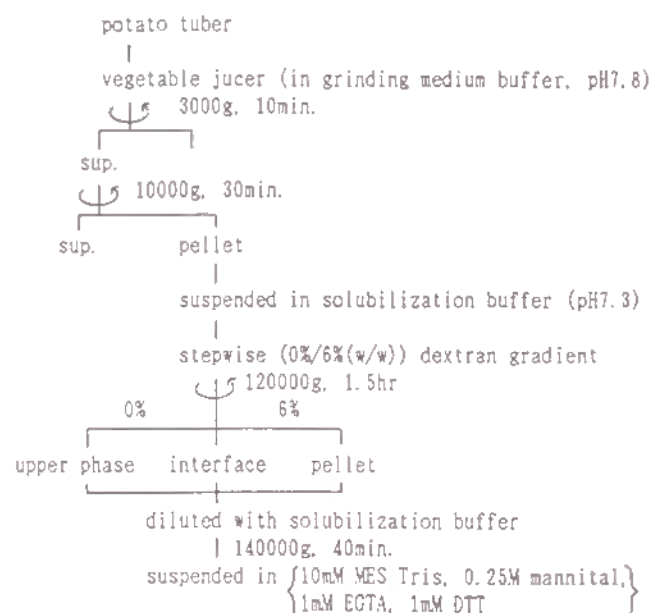 potato tuber
vegetable jucer (in grinding medium buffer, pH7.8)
3000g, 10min.
sup.
10000g, 30min.
sup. pellet
suspended in solubilization buffer (pH7.3)
stepwise (0%/6%(w/w)) dextran gradient
120000g, 1.5hr
0% 6%
upper phase interface pellet
diluted with solubilization buffer
140000g, 40min.
suspended in {10mM MES Tris, 0.25M mannital,
1mM EGTA, 1mM DTT}